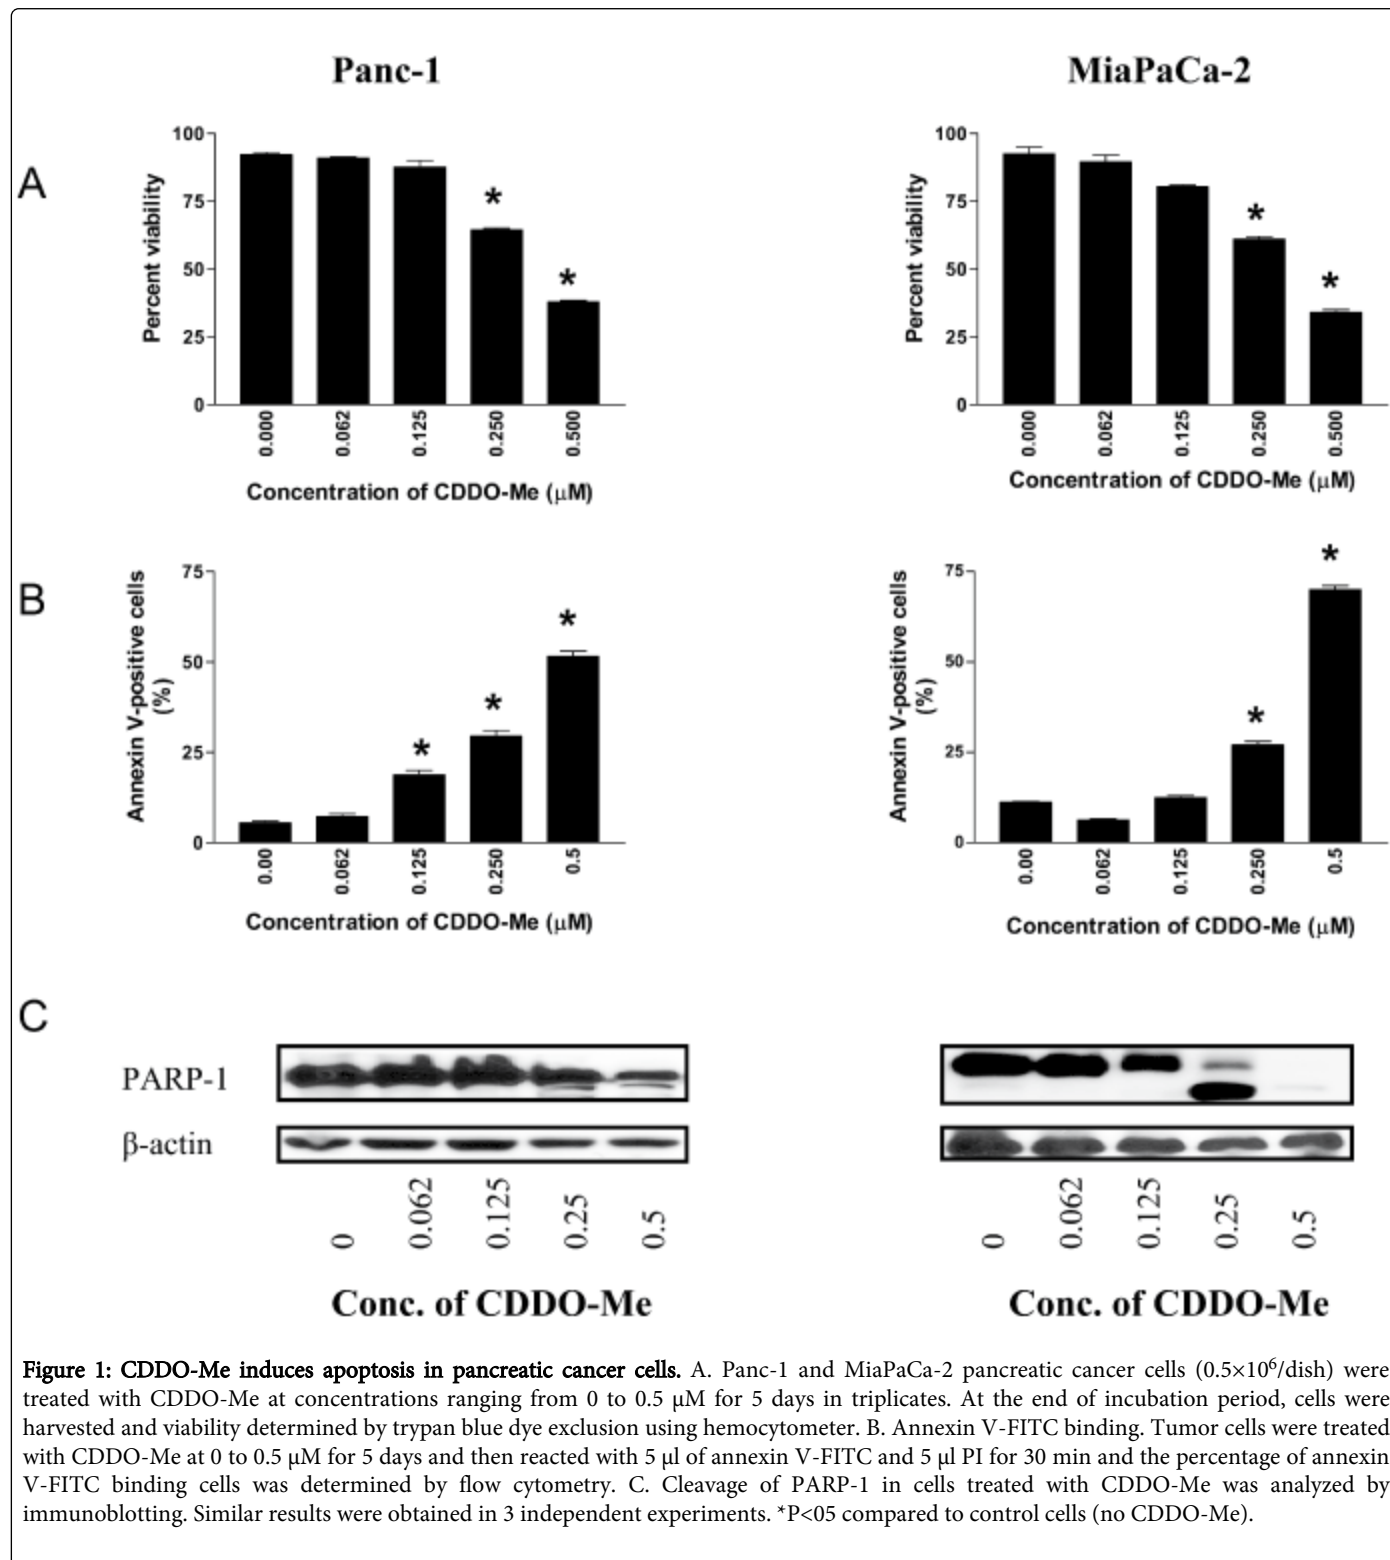 Panc-1
MiaPaCa-2
A
Percent viability
100
75
50
25
0
*
*
0.000
0.062
0.125
0.250
0.500
Concentration of CDDO-Me (μM)
Percent viability
100
75
50
25
0
*
*
0.000
0.062
0.125
0.250
0.500
Concentration of CDDO-Me (μM)
B
Annexin V-positive cells
(%)
75
50
25
0
*
*
*
0.00
0.062
0.125
0.250
0.5
Concentration of CDDO-Me (μM)
Annexin V-positive cells
(%)
75
50
25
0
*
*
0.00
0.062
0.125
0.250
0.5
Concentration of CDDO-Me (μM)
C
PARP-1
β-actin
0
0.062
0.125
0.25
0.5
Conc. of CDDO-Me
0
0.062
0.125
0.25
0.5
Conc. of CDDO-Me
Figure 1: CDDO-Me induces apoptosis in pancreatic cancer cells. A. Panc-1 and MiaPaCa-2 pancreatic cancer cells (0.5×10⁶/dish) were
treated with CDDO-Me at concentrations ranging from 0 to 0.5 μM for 5 days in triplicates. At the end of incubation period, cells were
harvested and viability determined by trypan blue dye exclusion using hemocytometer. B. Annexin V-FITC binding. Tumor cells were treated
with CDDO-Me at 0 to 0.5 μM for 5 days and then reacted with 5 μl of annexin V-FITC and 5 μl PI for 30 min and the percentage of annexin
V-FITC binding cells was determined by flow cytometry. C. Cleavage of PARP-1 in cells treated with CDDO-Me was analyzed by
immunoblotting. Similar results were obtained in 3 independent experiments. *P<05 compared to control cells (no CDDO-Me).